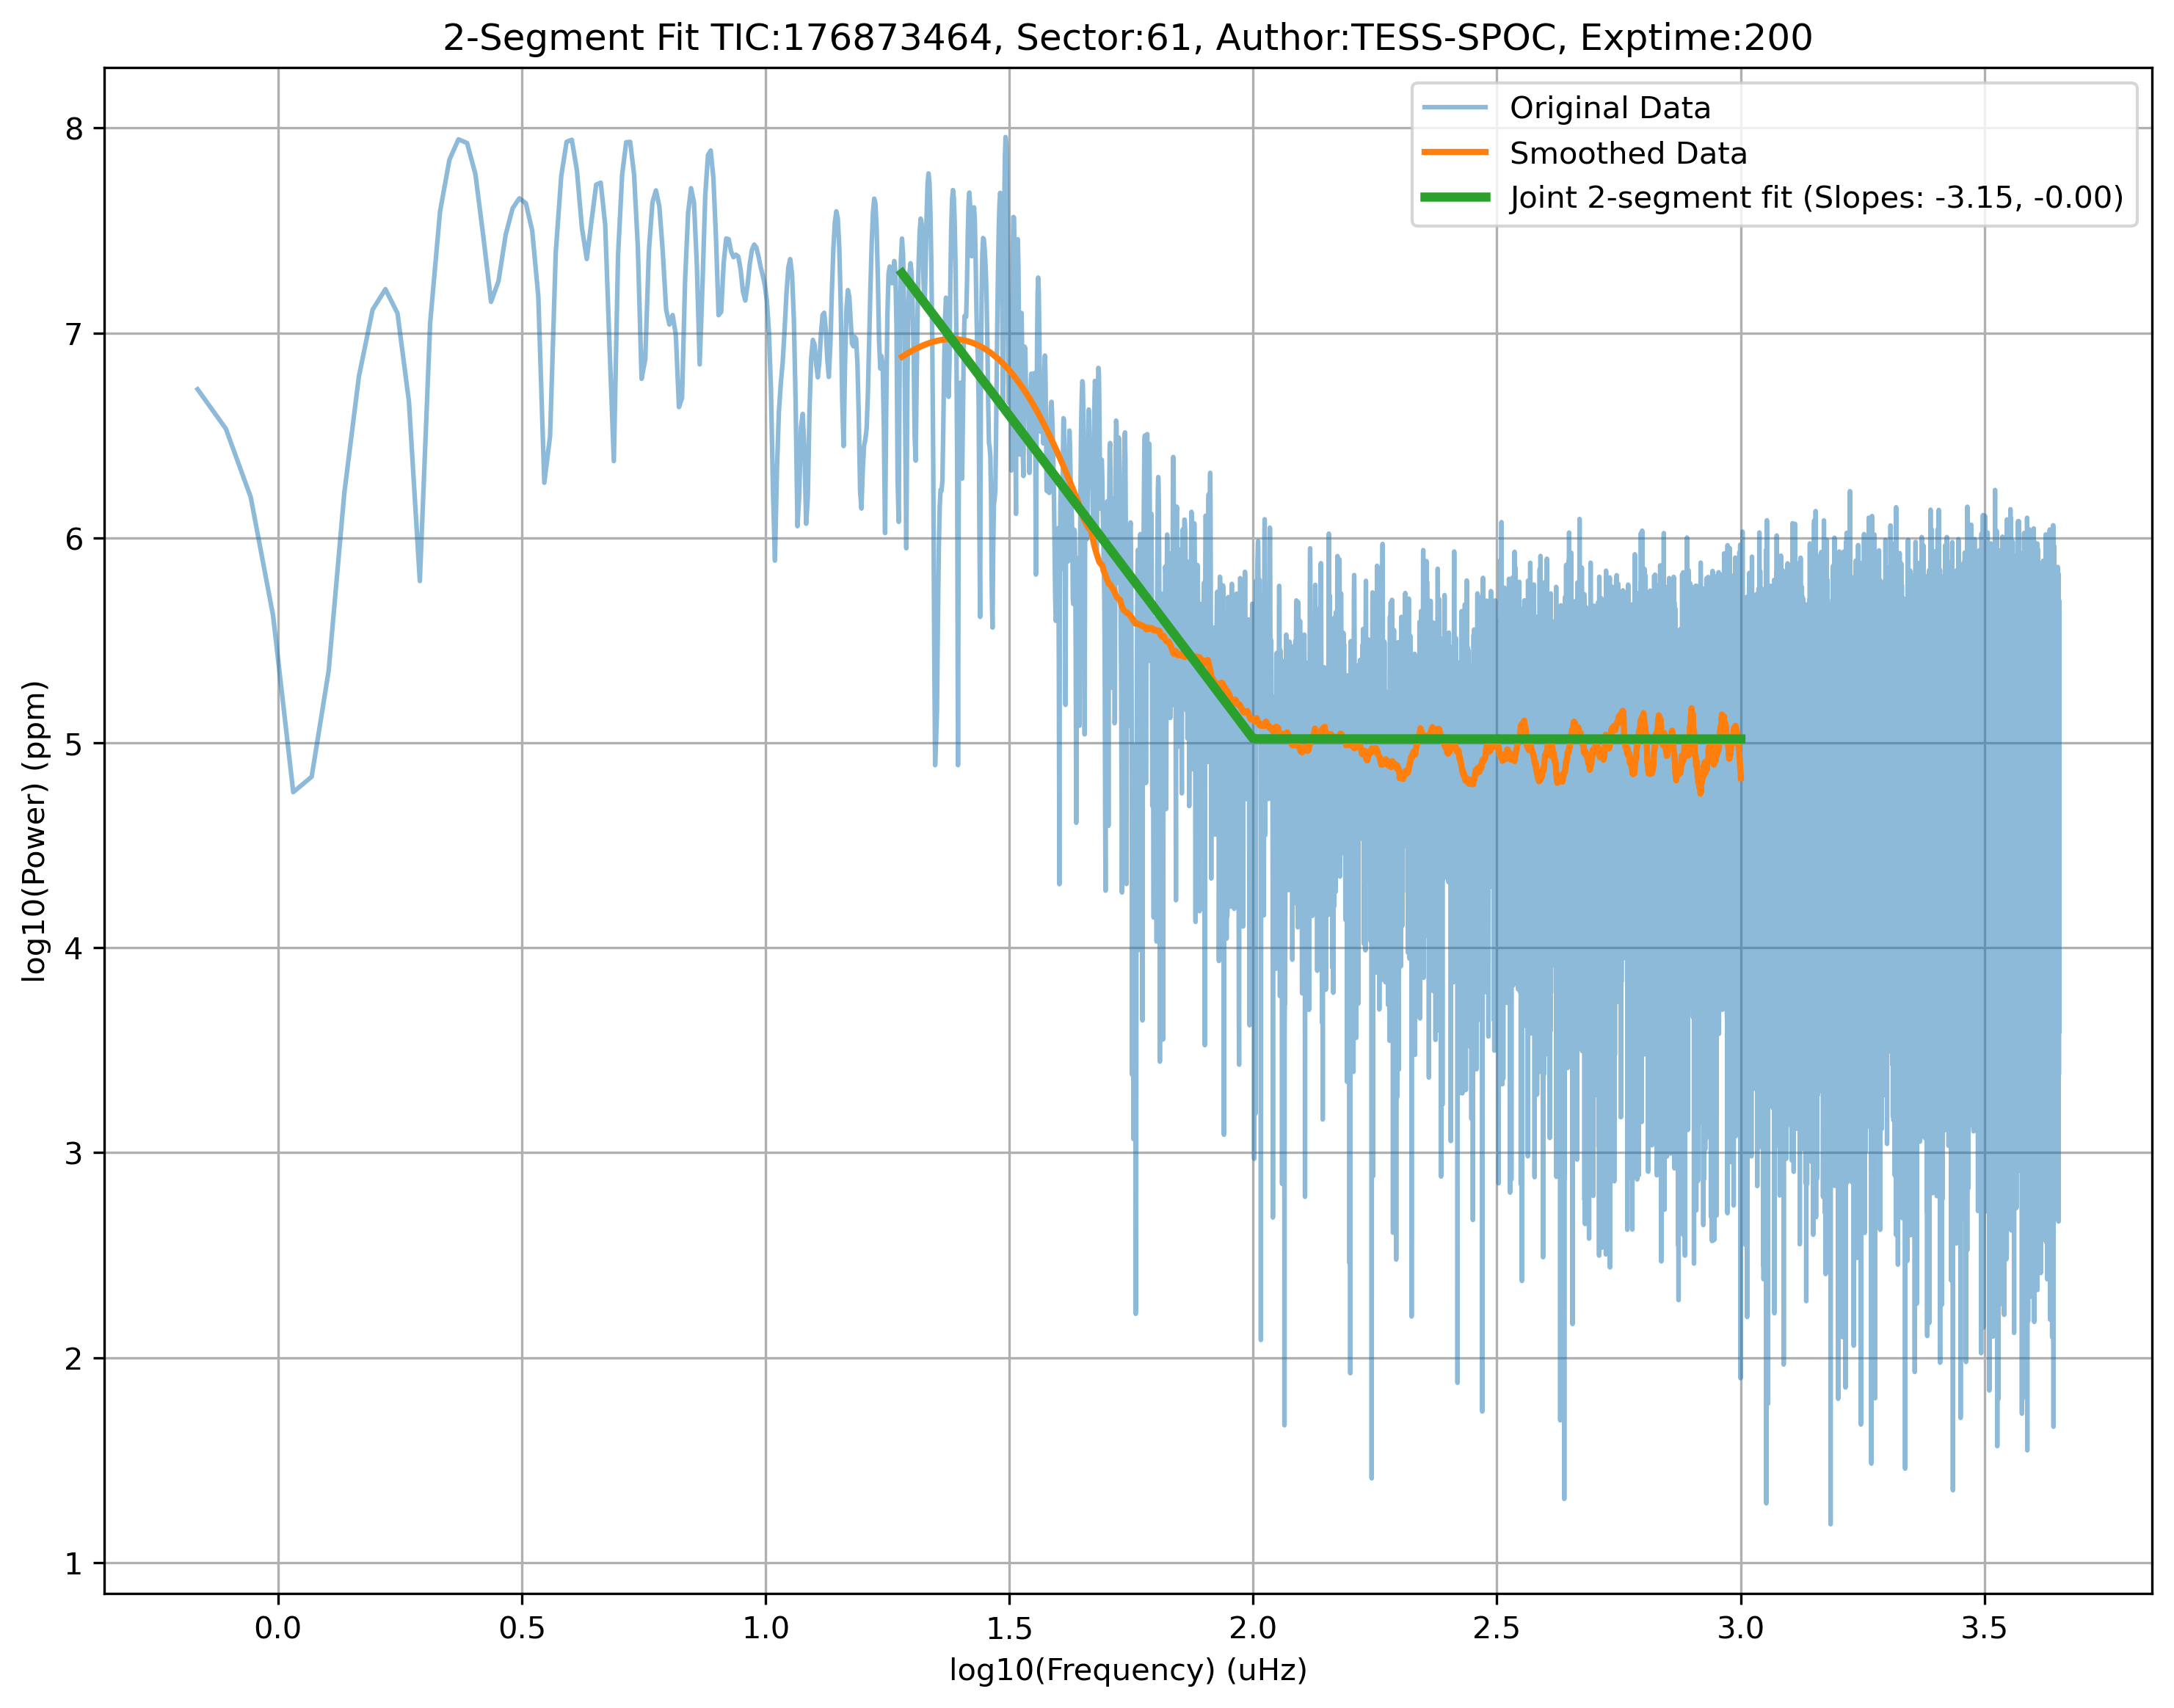 2-Segment Fit TIC:176873464, Sector:61, Author:TESS-SPOC, Exptime:200
Original Data
Smoothed Data
Joint 2-segment fit (Slopes: -3.15, -0.00)
log10(Power) (ppm)
8
7
6
5
4
3
2
1
0.0 0.5 1.0 1.5 2.0 2.5 3.0 3.5
log10(Frequency) (uHz)